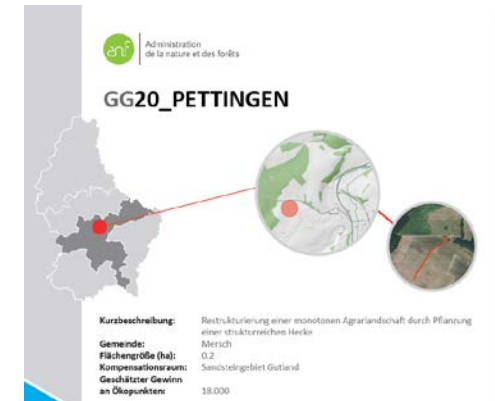 anf
Administration
de la nature et des forêts
GG20_PETTINGEN
Kurzbeschreibung: Restrukturierung einer monotonen Agrarlandschaft durch Pflanzung
einer strukturreichen Hecke
Gemeinde: Mersch
Flächengröße (ha): 0.2
Kompensationsraum: Sandsteingebiet Gutland
Geschätzter Gewinn
an Ökopunkten: 18.000